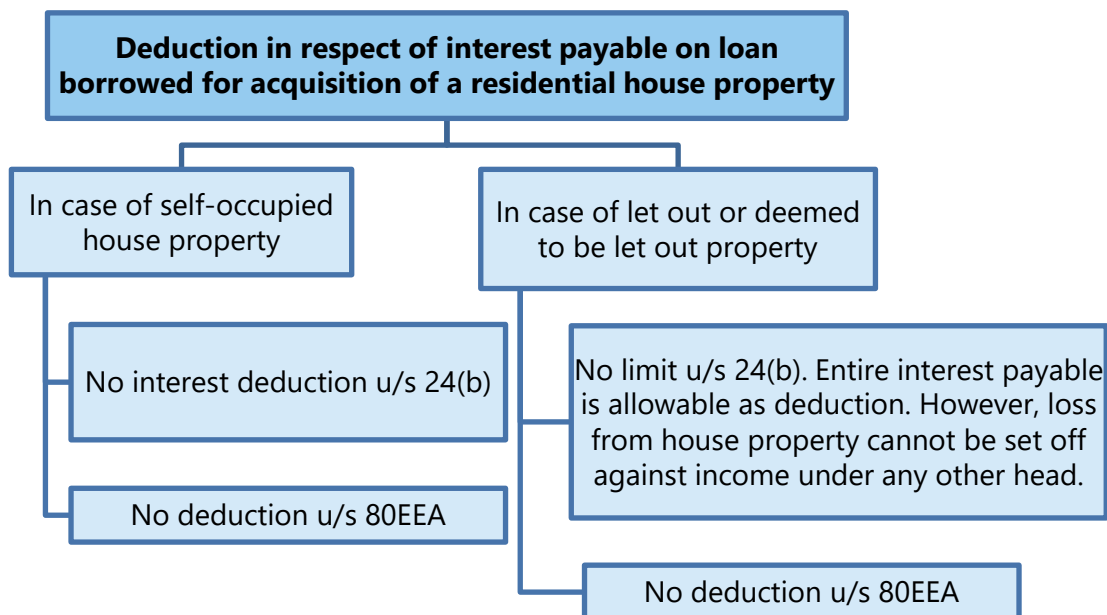 Deduction in respect of interest payable on loan
borrowed for acquisition of a residential house property
In case of self-occupied
house property
No interest deduction u/s 24(b)
No deduction u/s 80EEA
In case of let out or deemed
to be let out property
No limit u/s 24(b). Entire interest payable
is allowable as deduction. However, loss
from house property cannot be set off
against income under any other head.
No deduction u/s 80EEA